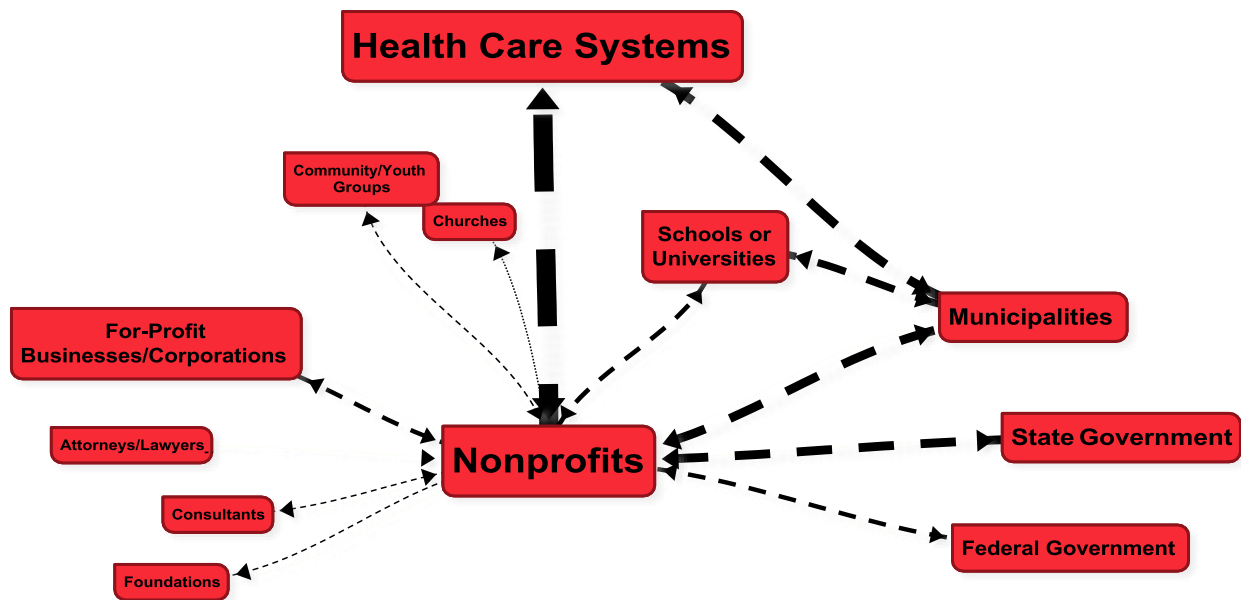 Health Care Systems
Community/Youth
Groups
Churches
Schools or
Universities
Municipalities
For-Profit
Businesses/Corporations
Attorneys/Lawyers
Nonprofits
State Government
Consultants
Federal Government
Foundations